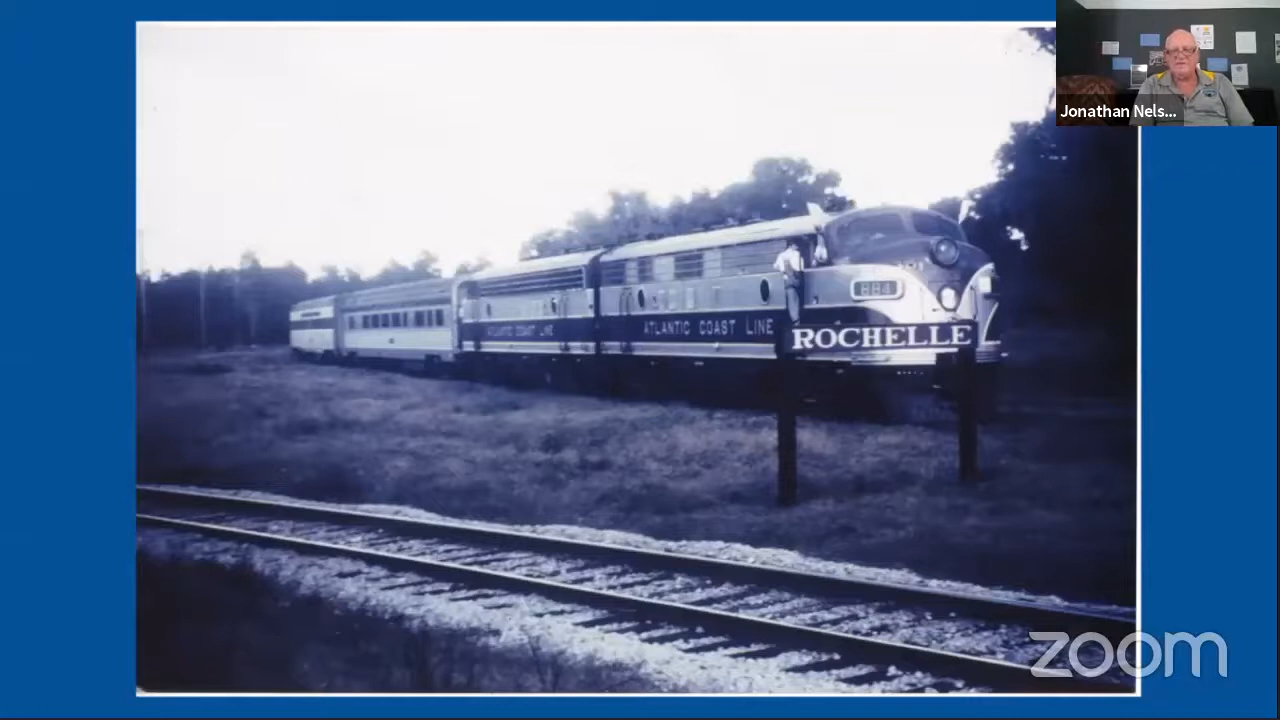 Jonathan Nels...
884
ATLANTIC COAST LINE
ATLANTIC COAST LINE
ROCHELLE
zoom